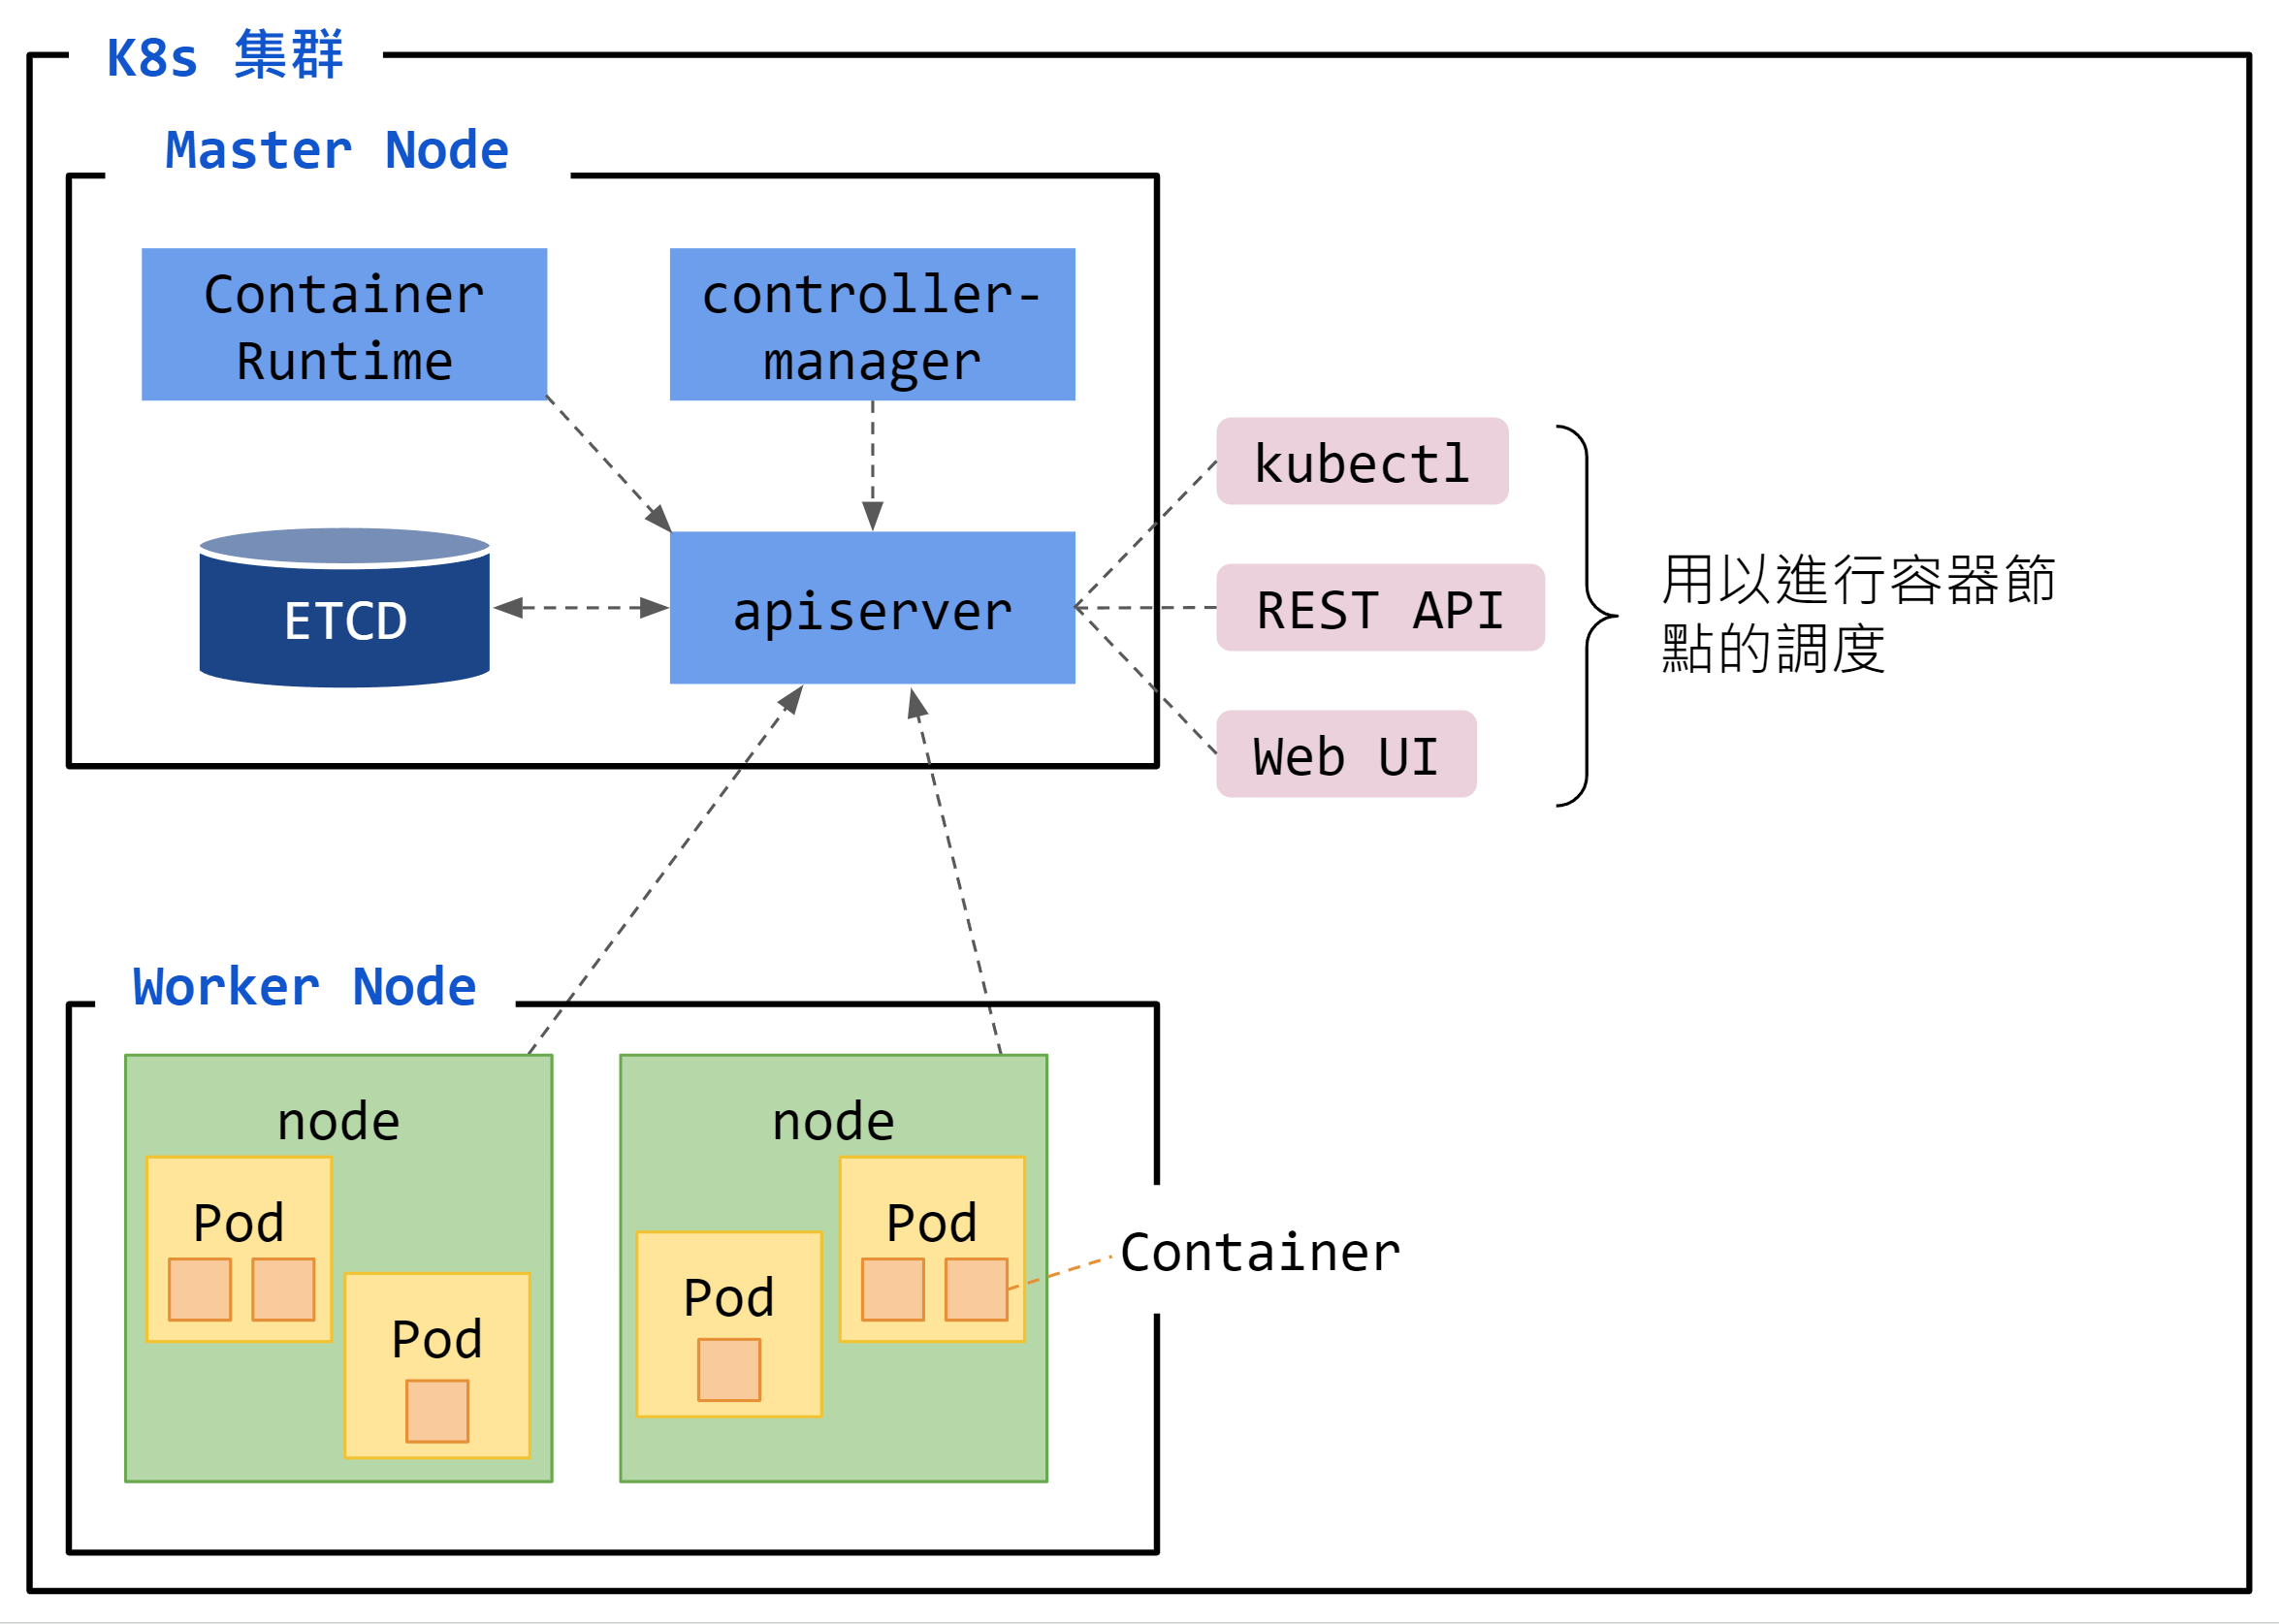 K8s 集群
Master Node
Container
Runtime
controller-
manager
ETCD
apiserver
kubectl
REST API
Web UI
用以進行容器節
點的調度
Worker Node
node
Pod
Pod
node
Pod
Pod
Container